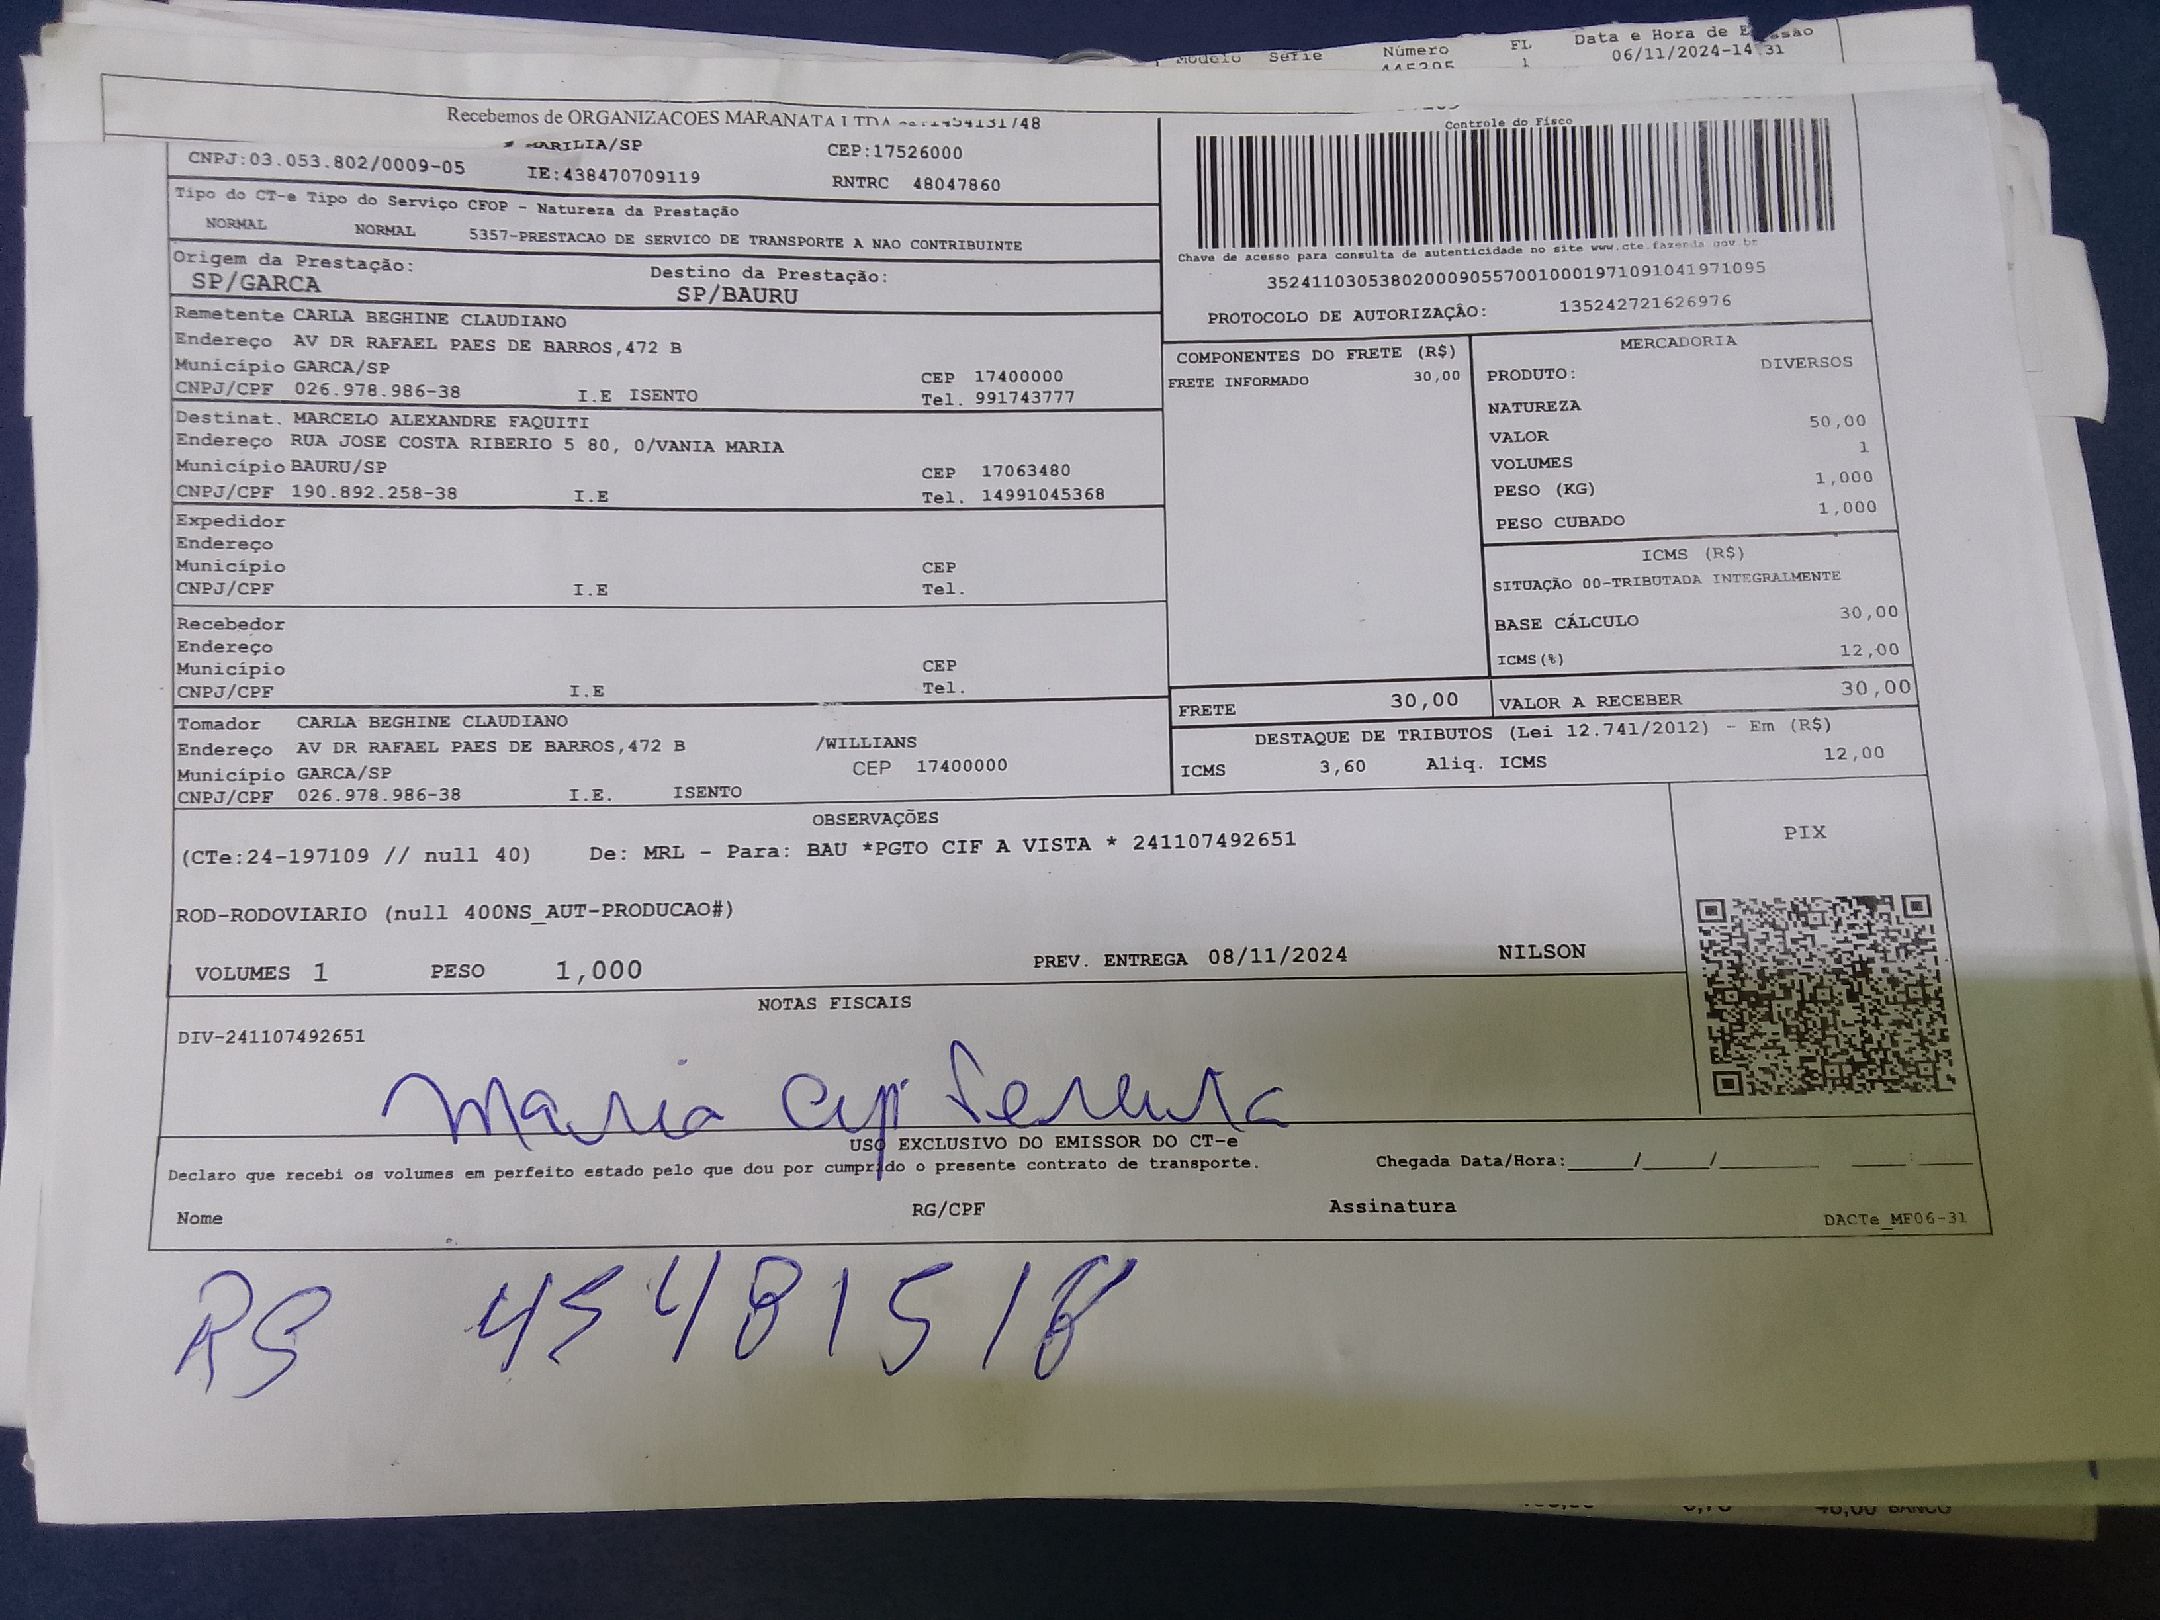 Modelo Série Número FL Data e Hora de
445295 1 06/11/2024-14:31
Recebemos de ORGANIZACOES MARANATA LTDA
MARILIA/SP CEP:17526000
CNPJ:03.053.802/0009-05 IE:438470709119 RNTRC 48047860
Controle do Fisco
Tipo do CT-e Tipo do Serviço CFOP - Natureza da Prestação
NORMAL NORMAL 5357-PRESTACAO DE SERVICO DE TRANSPORTE A NAO CONTRIBUINTE
Chave de acesso para consulta de autenticidade no site www.cte.fazenda.gov.br
35241103053802000905570010001971091041971095
PROTOCOLO DE AUTORIZAÇÂO: 135242721626976
Origem da Prestação: Destino da Prestação:
SP/GARCA SP/BAURU
Remetente CARLA BEGHINE CLAUDIANO
Endereço AV DR RAFAEL PAES DE BARROS,472 B
Município GARCA/SP CEP 17400000
CNPJ/CPF 026.978.986-38 I.E ISENTO Tel. 991743777
Destinat. MARCELO ALEXANDRE FAQUITI
Endereço RUA JOSE COSTA RIBERIO 5 80, 0/VANIA MARIA
Município BAURU/SP CEP 17063480
CNPJ/CPF 190.892.258-38 I.E Tel. 14991045368
Expedidor
Endereço
Município CEP
CNPJ/CPF I.E Tel.
Recebedor
Endereço
Município CEP
CNPJ/CPF I.E Tel.
Tomador CARLA BEGHINE CLAUDIANO
Endereço AV DR RAFAEL PAES DE BARROS,472 B /WILLIANS
Município GARCA/SP CEP 17400000
CNPJ/CPF 026.978.986-38 I.E. ISENTO
COMPONENTES DO FRETE (R$)
FRETE INFORMADO 30,00
MERCADORIA
PRODUTO: DIVERSOS
NATUREZA
VALOR 50,00
VOLUMES 1
PESO (KG) 1,000
PESO CUBADO 1,000
ICMS (R$)
SITUAÇÃO 00-TRIBUTADA INTEGRALMENTE
BASE CÁLCULO 30,00
ICMS(%) 12,00
FRETE 30,00 VALOR A RECEBER 30,00
DESTAQUE DE TRIBUTOS (Lei 12.741/2012) - Em (R$)
ICMS 3,60 Aliq. ICMS 12,00
OBSERVAÇÕES
(CTe:24-197109 // null 40) De: MRL - Para: BAU *PGTO CIF A VISTA * 241107492651
PIX
ROD-RODOVIARIO (null 400NS_AUT-PRODUCAO#)
VOLUMES 1 PESO 1,000 PREV. ENTREGA 08/11/2024 NILSON
NOTAS FISCAIS
DIV-241107492651
Maria
USO EXCLUSIVO DO EMISSOR DO CT-e
Declaro que recebi os volumes em perfeito estado pelo que dou por cumprido o presente contrato de transporte. Chegada Data/Hora:____/____/______ ___:___
Nome RG/CPF Assinatura DACTe_MF06-31
RG 45481518
BANCO